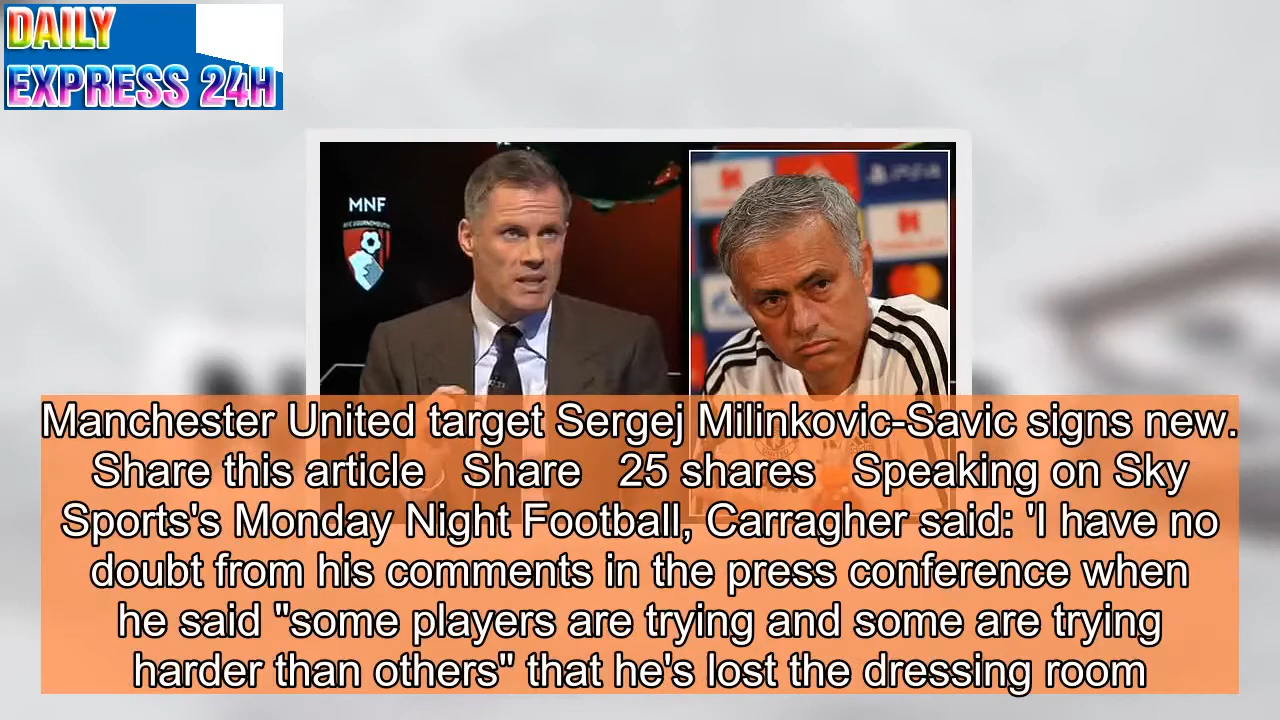 DAILY
EXPRESS 24H
MNF
AFC BOURNEMOUTH
PS4
Manchester United target Sergej Milinkovic-Savic signs new.
Share this article Share 25 shares Speaking on Sky
Sports's Monday Night Football, Carragher said: 'I have no
doubt from his comments in the press conference when
he said "some players are trying and some are trying
harder than others" that he's lost the dressing room